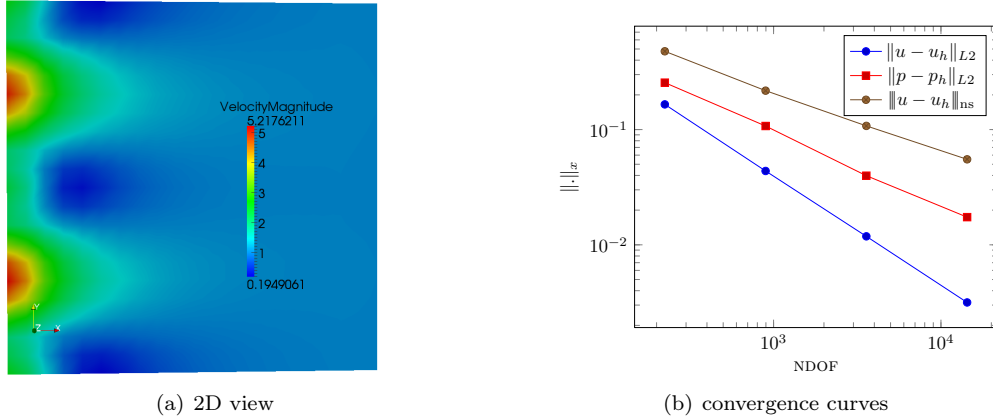 VelocityMagnitude
5.2176211
5
4
3
2
1
0.1949061
Y
Z X
(a) 2D view
‖u − u_h‖_{L2}
‖p − p_h‖_{L2}
|||u − u_h|||_{ns}
10^{−1}
10^{−2}
‖·‖_x
10^3
10^4
NDOF
(b) convergence curves